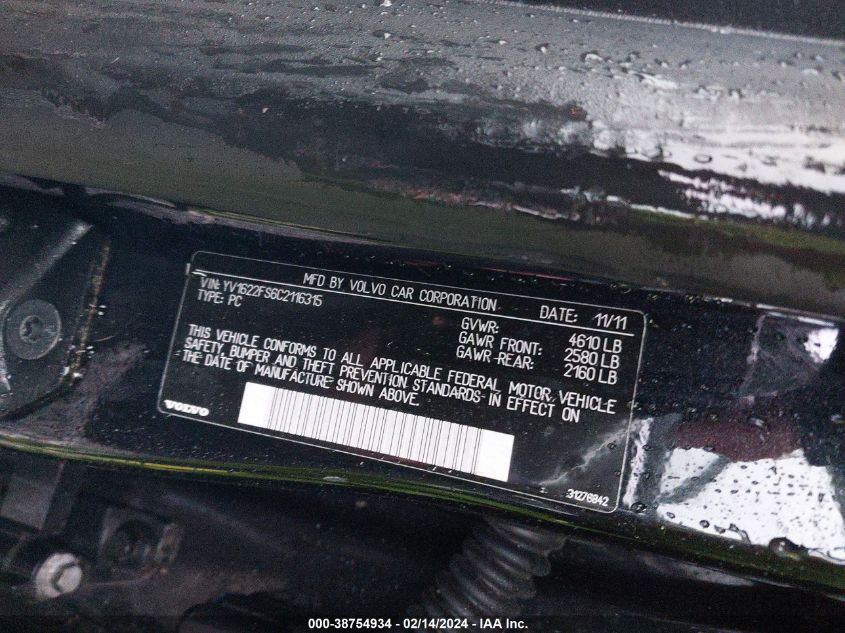 MFD BY VOLVO CAR CORPORATION
VIN: YV1622FS6C2116315
TYPE: PC
DATE: 11/11
GVWR: 4610 LB
GAWR FRONT: 2580 LB
GAWR-REAR: 2160 LB
THIS VEHICLE CONFORMS TO ALL APPLICABLE FEDERAL MOTOR VEHICLE
SAFETY, BUMPER AND THEFT PREVENTION STANDARDS IN EFFECT ON
THE DATE OF MANUFACTURE SHOWN ABOVE.
VOLVO
31276842
000-38754934 - 02/14/2024 - IAA Inc.